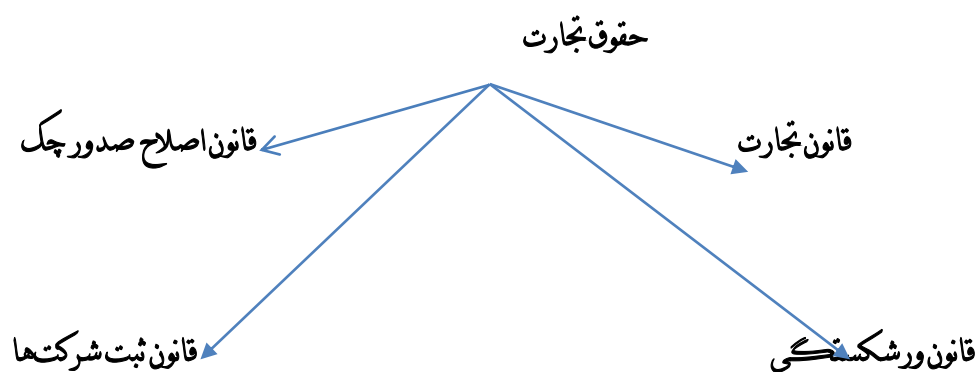 حقوق تجارت
قانون تجارت
قانون اصلاح صدور چک
قانون ورشکستگی
قانون ثبت شرکت‌ها